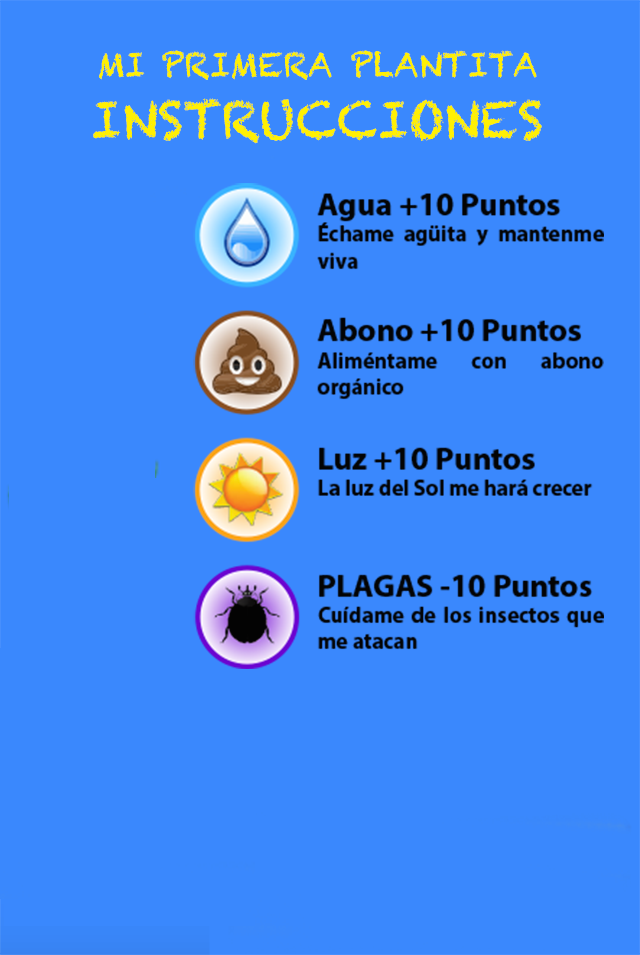 MI PRIMERA PLANTITA
INSTRUCCIONES
Agua +10 Puntos
Échame agüita y mantenme
viva
Abono +10 Puntos
Aliméntame con abono
orgánico
Luz +10 Puntos
La luz del Sol me hará crecer
PLAGAS -10 Puntos
Cuídame de los insectos que
me atacan